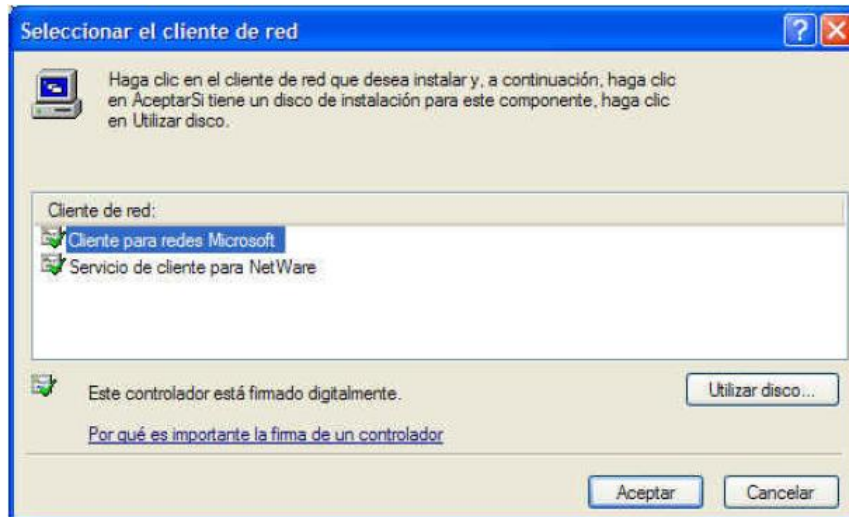 Seleccionar el cliente de red
Haga clic en el cliente de red que desea instalar y, a continuación, haga clic
en AceptarSi tiene un disco de instalación para este componente, haga clic
en Utilizar disco.
Cliente de red:
Cliente para redes Microsoft
Servicio de cliente para NetWare
Este controlador está firmado digitalmente.
Utilizar disco...
Por qué es importante la firma de un controlador
Aceptar
Cancelar